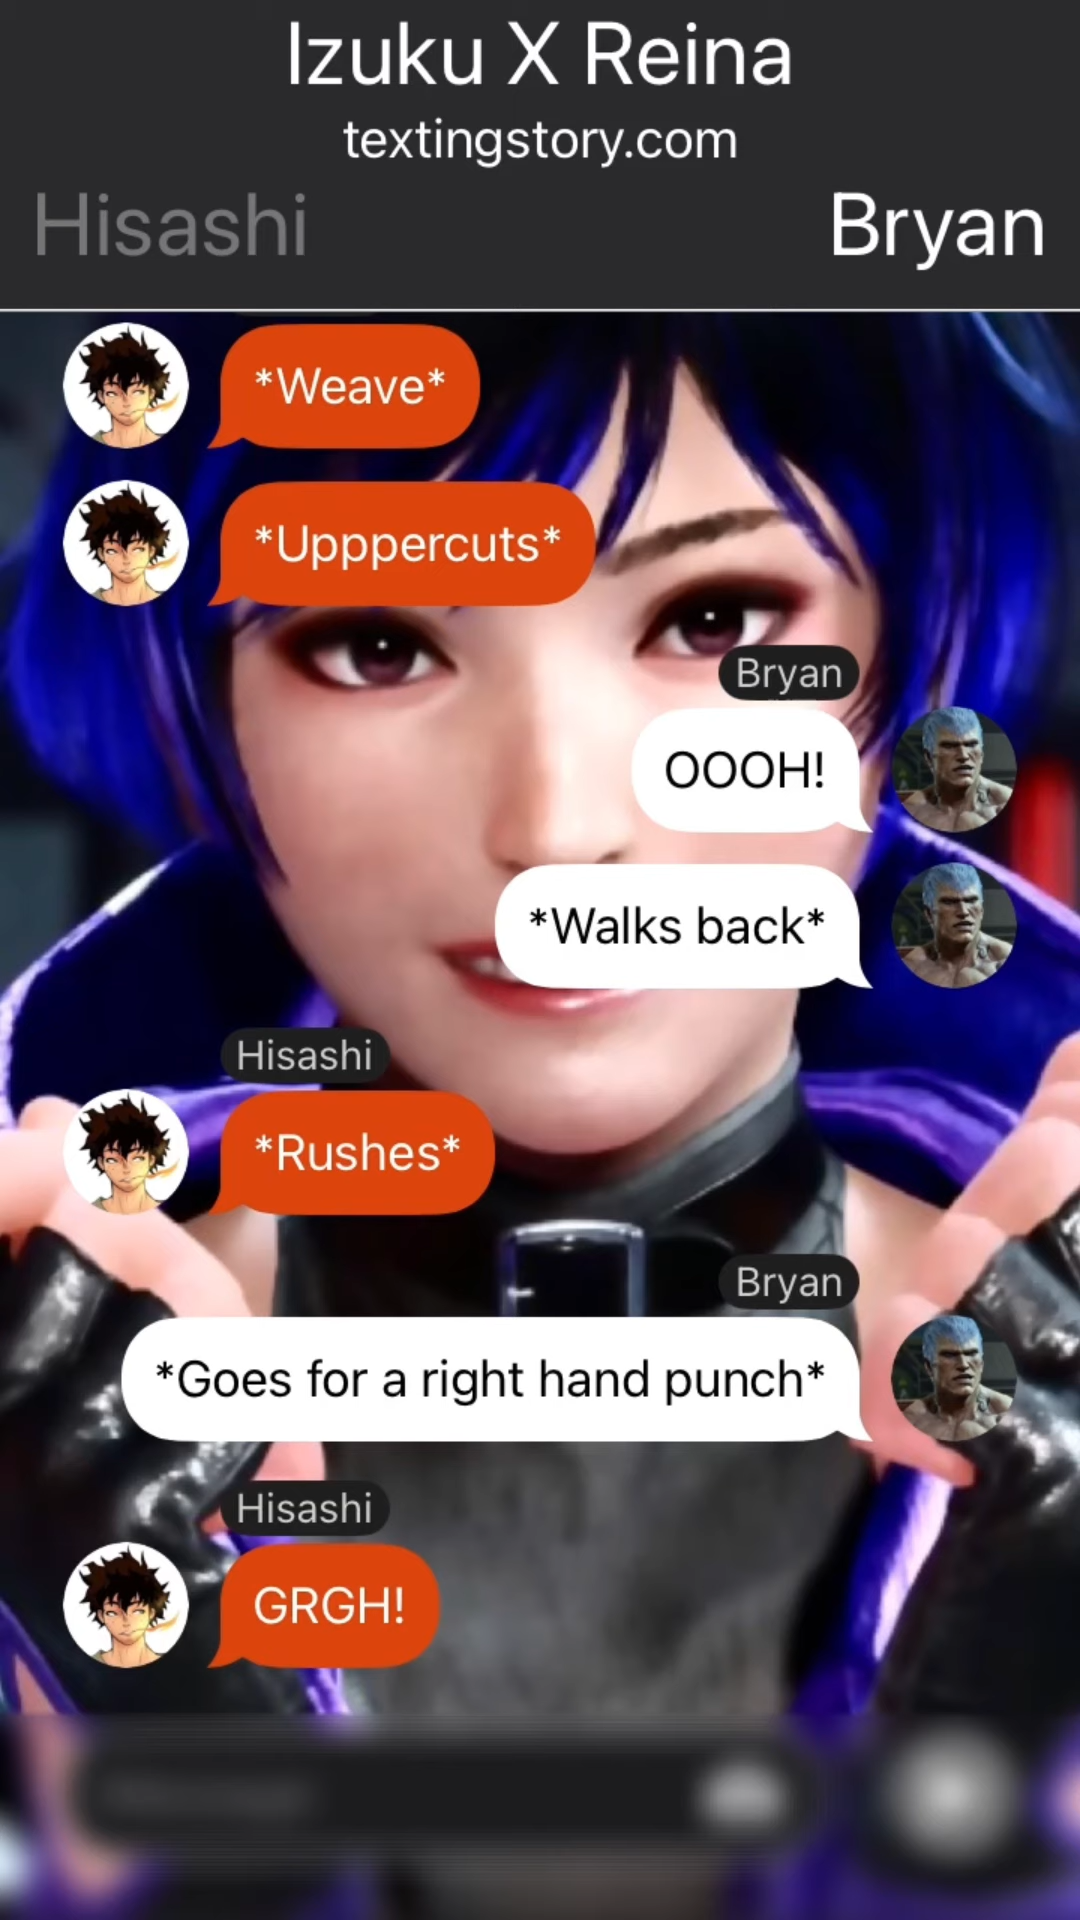 Izuku X Reina
textingstory.com
Hisashi
Bryan
*Weave*
*Upppercuts*
Bryan
OOOH!
*Walks back*
Hisashi
*Rushes*
Bryan
*Goes for a right hand punch*
Hisashi
GRGH!